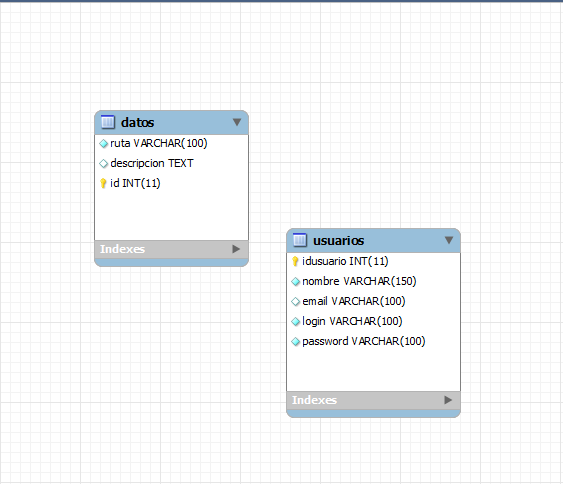 datos
ruta VARCHAR(100)
descripcion TEXT
id INT(11)
Indexes
usuarios
idusuario INT(11)
nombre VARCHAR(150)
email VARCHAR(100)
login VARCHAR(100)
password VARCHAR(100)
Indexes